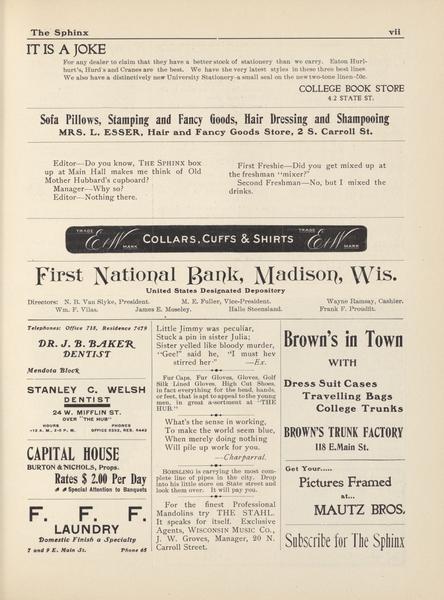 The Sphinx vii
IT IS A JOKE
For any dealer to claim that they have a better stock of stationery than we carry. Eaton Hurl-
burt's, Hurd's and Cranes are the best. We have the very latest styles in these three best lines.
We also have a distinctively new University Stationery—a small seal on the new two-tone linen—50c.
COLLEGE BOOK STORE
412 STATE ST.
Sofa Pillows, Stamping and Fancy Goods, Hair Dressing and Shampooing
MRS. L. ESSER, Hair and Fancy Goods Store, 2 S. Carroll St.
Editor—Do you know, THE SPHINX box
up at Main Hall makes me think of Old
Mother Hubbard's cupboard?
Manager—Why so?
Editor—Nothing there.
First Freshie—Did you get mixed up at
the freshman "mixer?"
Second Freshman—No, but I mixed the
drinks.
TRADE E&W MARK COLLARS, CUFFS & SHIRTS TRADE E&W MARK
First National Bank, Madison, Wis.
United States Designated Depository
Directors: N. B. Van Slyke, President. M. E. Fuller, Vice-President. Wayne Ramsay, Cashier.
Wm. F. Vilas. James E. Moseley. Halle Steensland. Frank F. Proudfit.
Telephones: Office 718, Residence 7479
DR. J. B. BAKER
DENTIST
Mendota Block
STANLEY C. WELSH
DENTIST
24 W. MIFFLIN ST.
OVER "THE HUB"
HOURS PHONES
-12 A. M., 2-5 P. M. OFFICE 5393, RES. 4443
CAPITAL HOUSE
BURTON & NICHOLS, Props.
Rates $ 2.00 Per Day
Special Attention to Banquets
F. F. F.
LAUNDRY
Domestic Finish a Specialty
7 and 9 E. Main St. Phone 65
Little Jimmy was peculiar,
Stuck a pin in sister Julia;
Sister yelled like bloody murder,
"Gee!" said he, "I must hev
stirred her."
—Ex.
Fur Caps, Fur Gloves, Gloves, Golf
Silk Lined Gloves, High Cut Shoes,
in fact everything for the head, hands,
or feet, that is apt to appeal to the young
men, in great assortment at "THE
HUB."
What's the sense in working,
To make the world seem blue,
When merely doing nothing
Will pile up work for you.
—Chaparral.
BOELSING is carrying the most com-
plete line of pipes in the city. Drop
into his little store on State street and
look them over. It will pay you.
For the finest Professional
Mandolins try THE STAHL.
It speaks for itself. Exclusive
Agents, WISCONSIN MUSIC CO.,
J. W. Groves, Manager, 20 N.
Carroll Street.
Brown's in Town
WITH
Dress Suit Cases
Travelling Bags
College Trunks
BROWN'S TRUNK FACTORY
118 E. Main St.
Get Your.....
Pictures Framed
at...
MAUTZ BROS.
Subscribe for The Sphinx